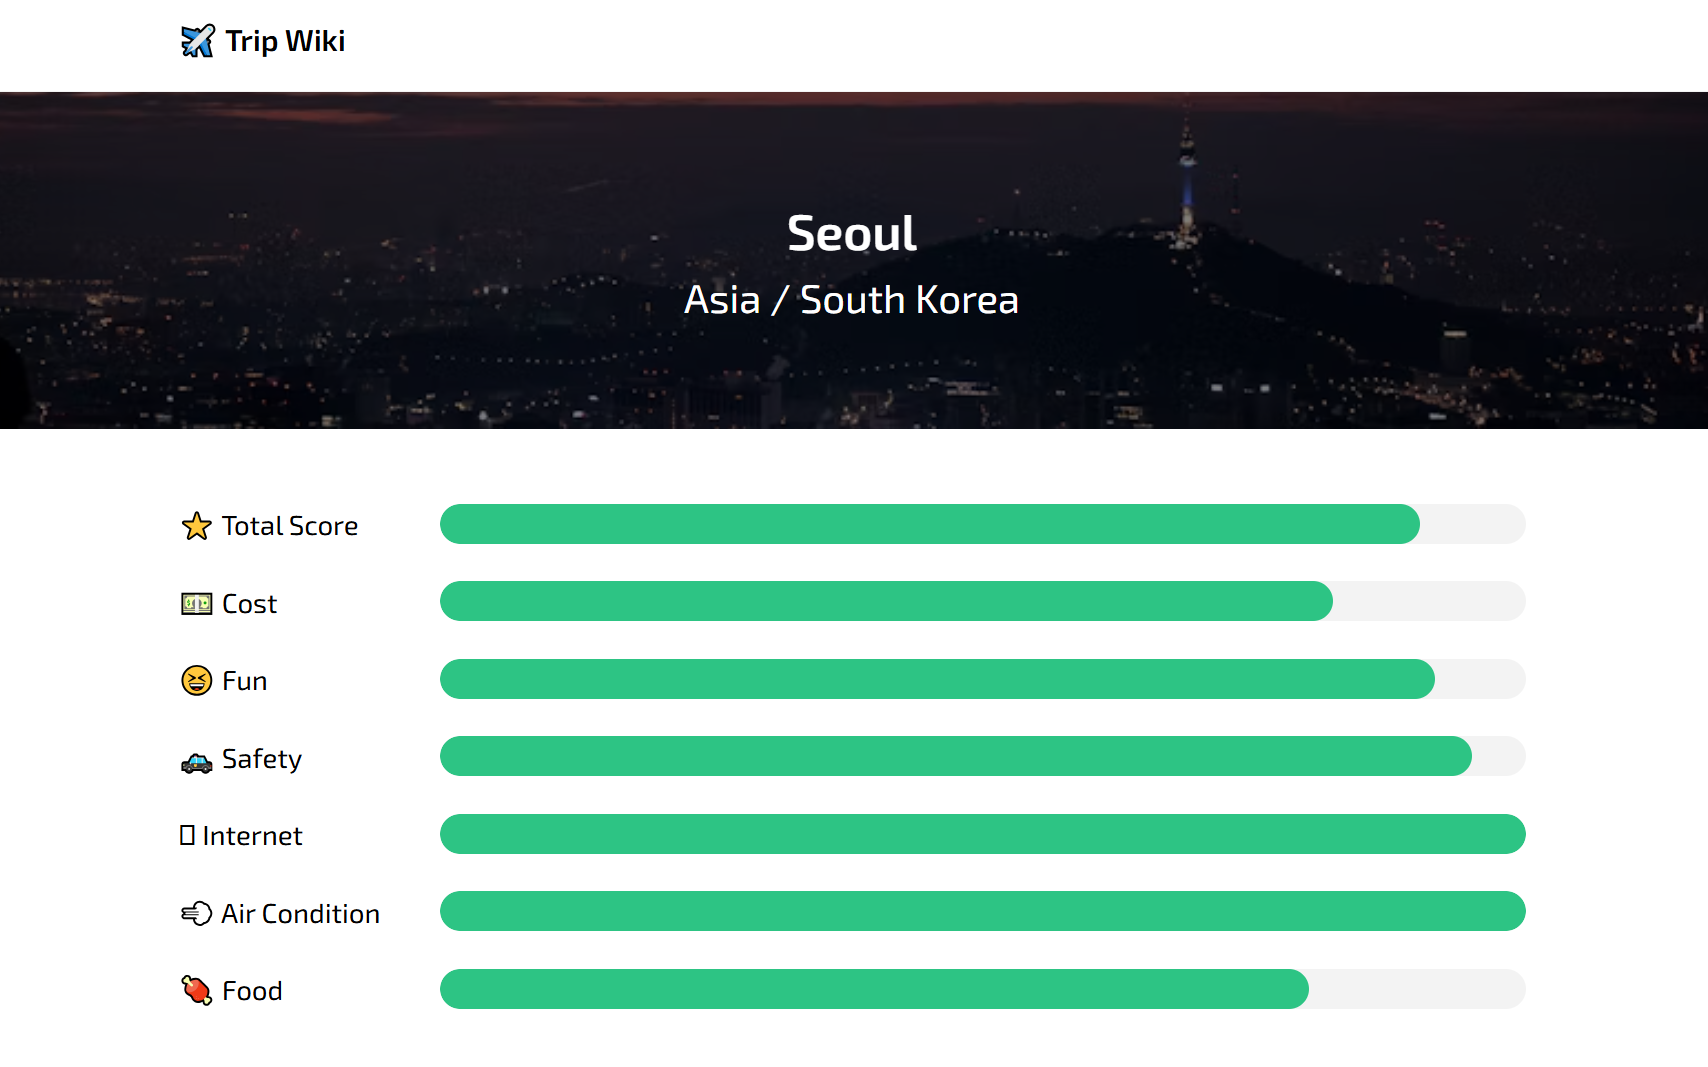 Trip Wiki
Seoul
Asia / South Korea
Total Score
Cost
Fun
Safety
Internet
Air Condition
Food